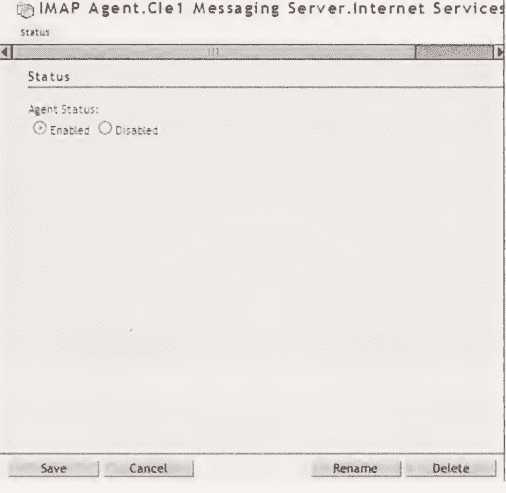 IMAP Agent.Cle1 Messaging Server.Internet Services
Status
Status
Agent Status:
Enabled Disabled
Save Cancel Rename Delete